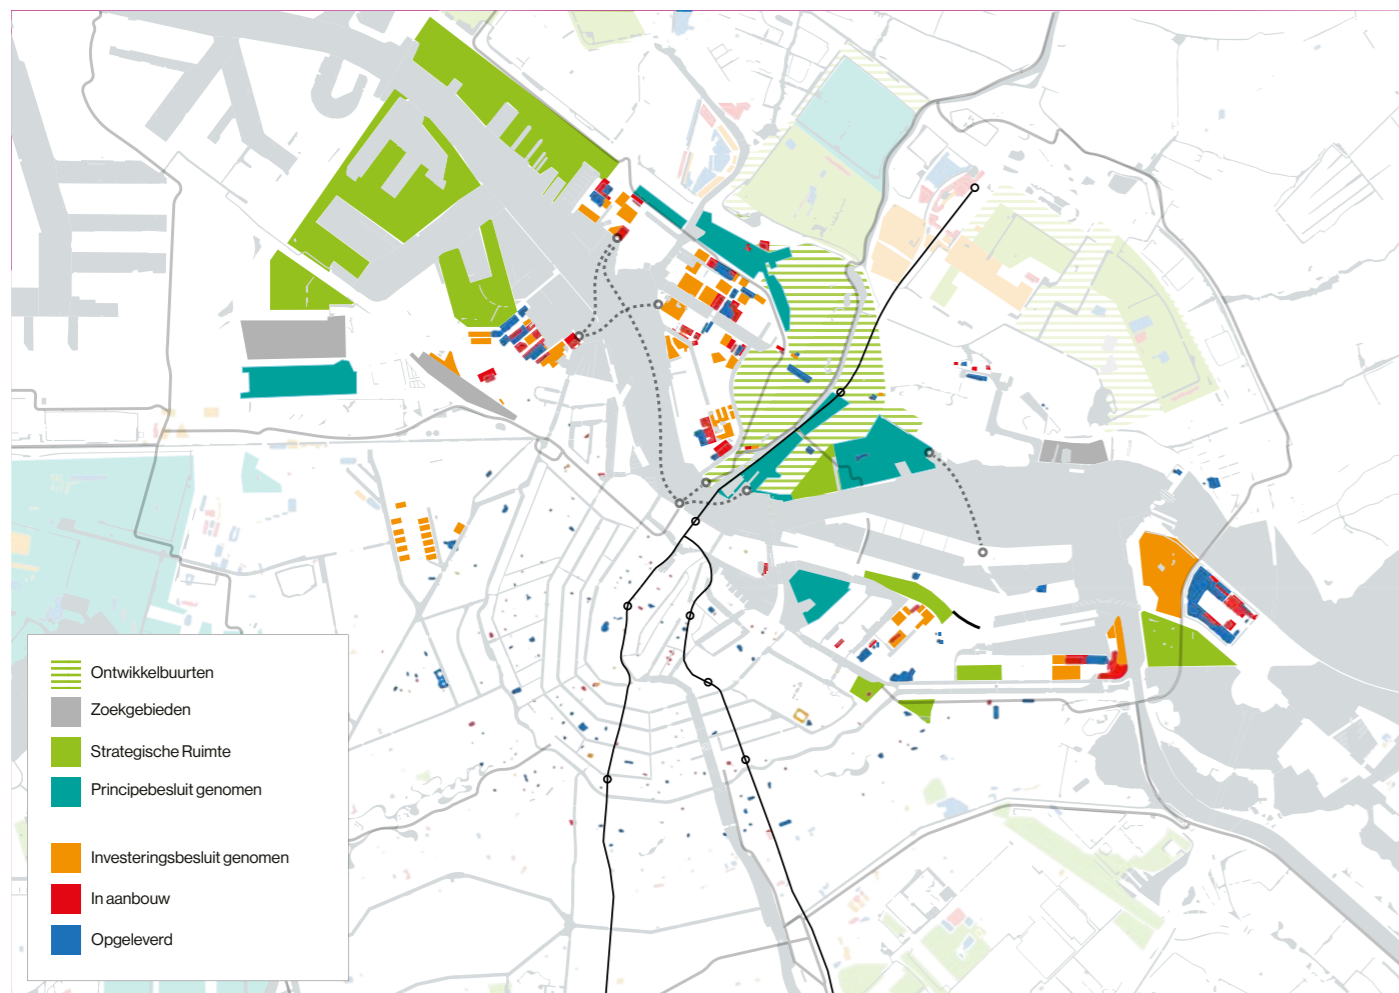 Ontwikkelbuurten
Zoekgebieden
Strategische Ruimte
Principebesluit genomen
Investeringsbesluit genomen
In aanbouw
Opgeleverd